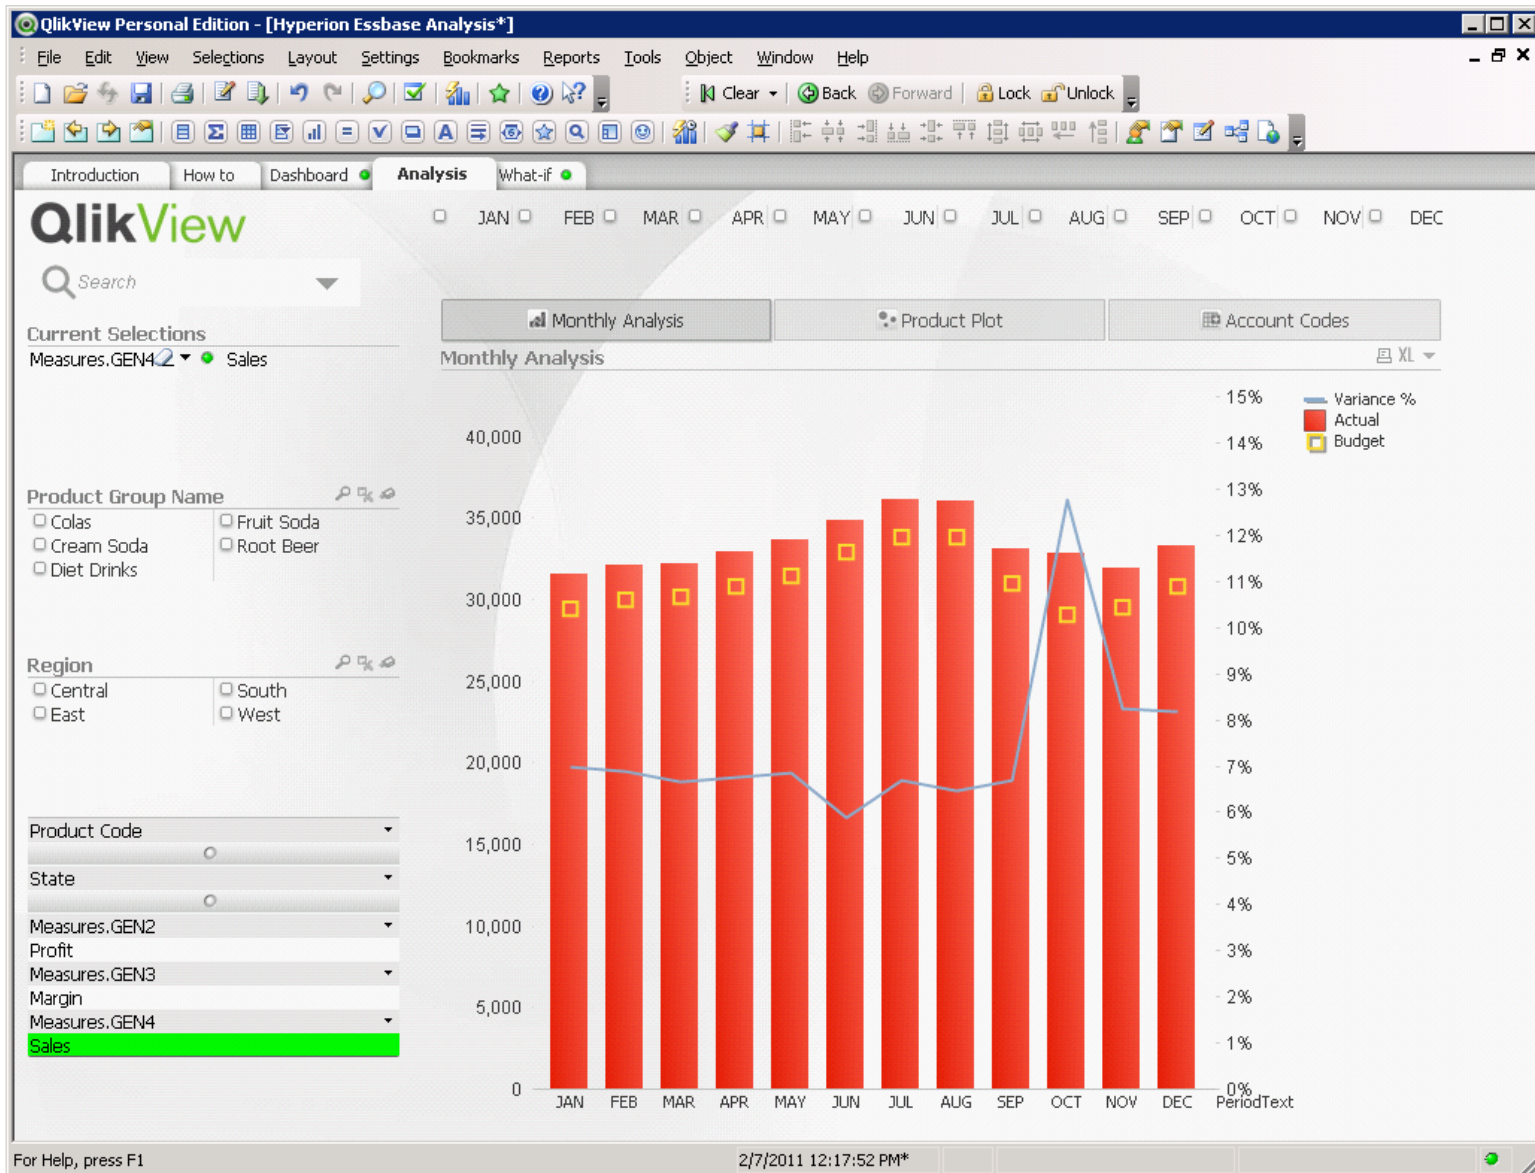 QlikView Personal Edition - [Hyperion Essbase Analysis*]
File Edit View Selections Layout Settings Bookmarks Reports Tools Object Window Help
Clear Back Forward Lock Unlock
Introduction How to Dashboard Analysis What-if
QlikView
JAN FEB MAR APR MAY JUN JUL AUG SEP OCT NOV DEC
Search
Monthly Analysis Product Plot Account Codes
Current Selections
Measures.GEN4 Sales
Monthly Analysis
XL
Product Group Name
Colas Fruit Soda
Cream Soda Root Beer
Diet Drinks
Region
Central South
East West
Product Code
State
Measures.GEN2
Profit
Measures.GEN3
Margin
Measures.GEN4
Sales
40,000
35,000
30,000
25,000
20,000
15,000
10,000
5,000
0
15%
14%
13%
12%
11%
10%
9%
8%
7%
6%
5%
4%
3%
2%
1%
0%
Variance %
Actual
Budget
JAN FEB MAR APR MAY JUN JUL AUG SEP OCT NOV DEC PeriodText
For Help, press F1 2/7/2011 12:17:52 PM*